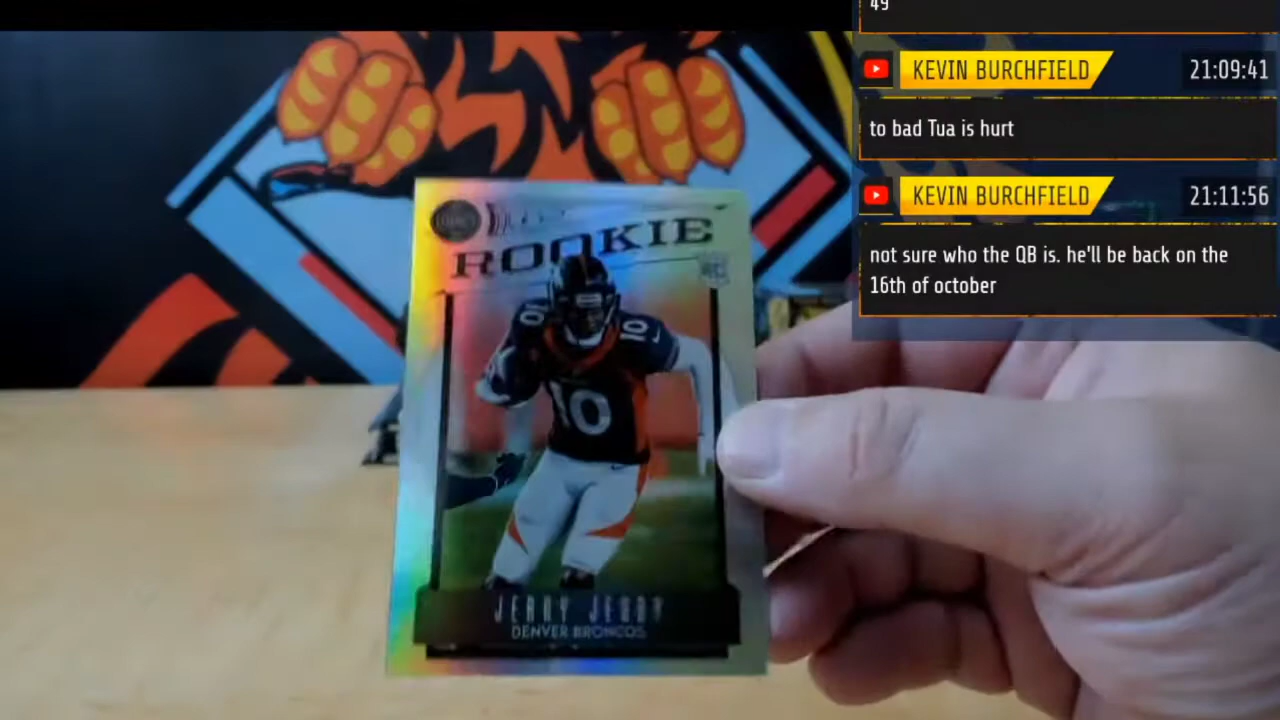 49
KEVIN BURCHFIELD 21:09:41
to bad Tua is hurt
KEVIN BURCHFIELD 21:11:56
not sure who the QB is. he'll be back on the
16th of october
ROOKIE
RC
10 10
10
JERRY JEUDY
DENVER BRONCOS